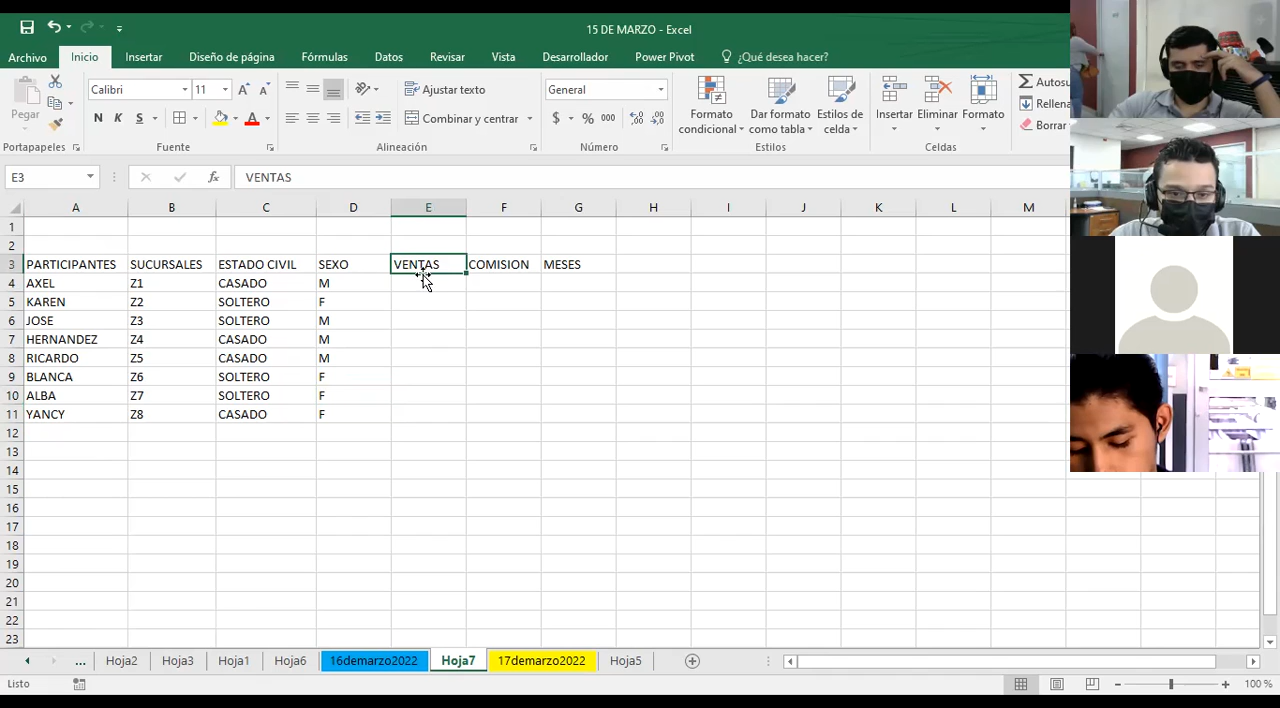 15 DE MARZO - Excel
Archivo Inicio Insertar Diseño de página Fórmulas Datos Revisar Vista Desarrollador Power Pivot ¿Qué desea hacer?
Pegar
Calibri 11
N K S
Ajustar texto
Combinar y centrar
General
$ % 000
Formato condicional
Dar formato como tabla
Estilos de celda
Insertar Eliminar Formato
Autosu
Rellena
Borrar
Portapapeles Fuente Alineación Número Estilos Celdas
E3 fx VENTAS
A B C D E F G H I J K L M
1
2
3 PARTICIPANTES SUCURSALES ESTADO CIVIL SEXO VENTAS COMISION MESES
4 AXEL Z1 CASADO M
5 KAREN Z2 SOLTERO F
6 JOSE Z3 SOLTERO M
7 HERNANDEZ Z4 CASADO M
8 RICARDO Z5 CASADO M
9 BLANCA Z6 SOLTERO F
10 ALBA Z7 SOLTERO F
11 YANCY Z8 CASADO F
12
13
14
15
16
17
18
19
20
21
22
23
... Hoja2 Hoja3 Hoja1 Hoja6 16demarzo2022 Hoja7 17demarzo2022 Hoja5
Listo 100 %